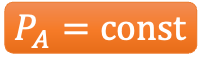 P_A = const